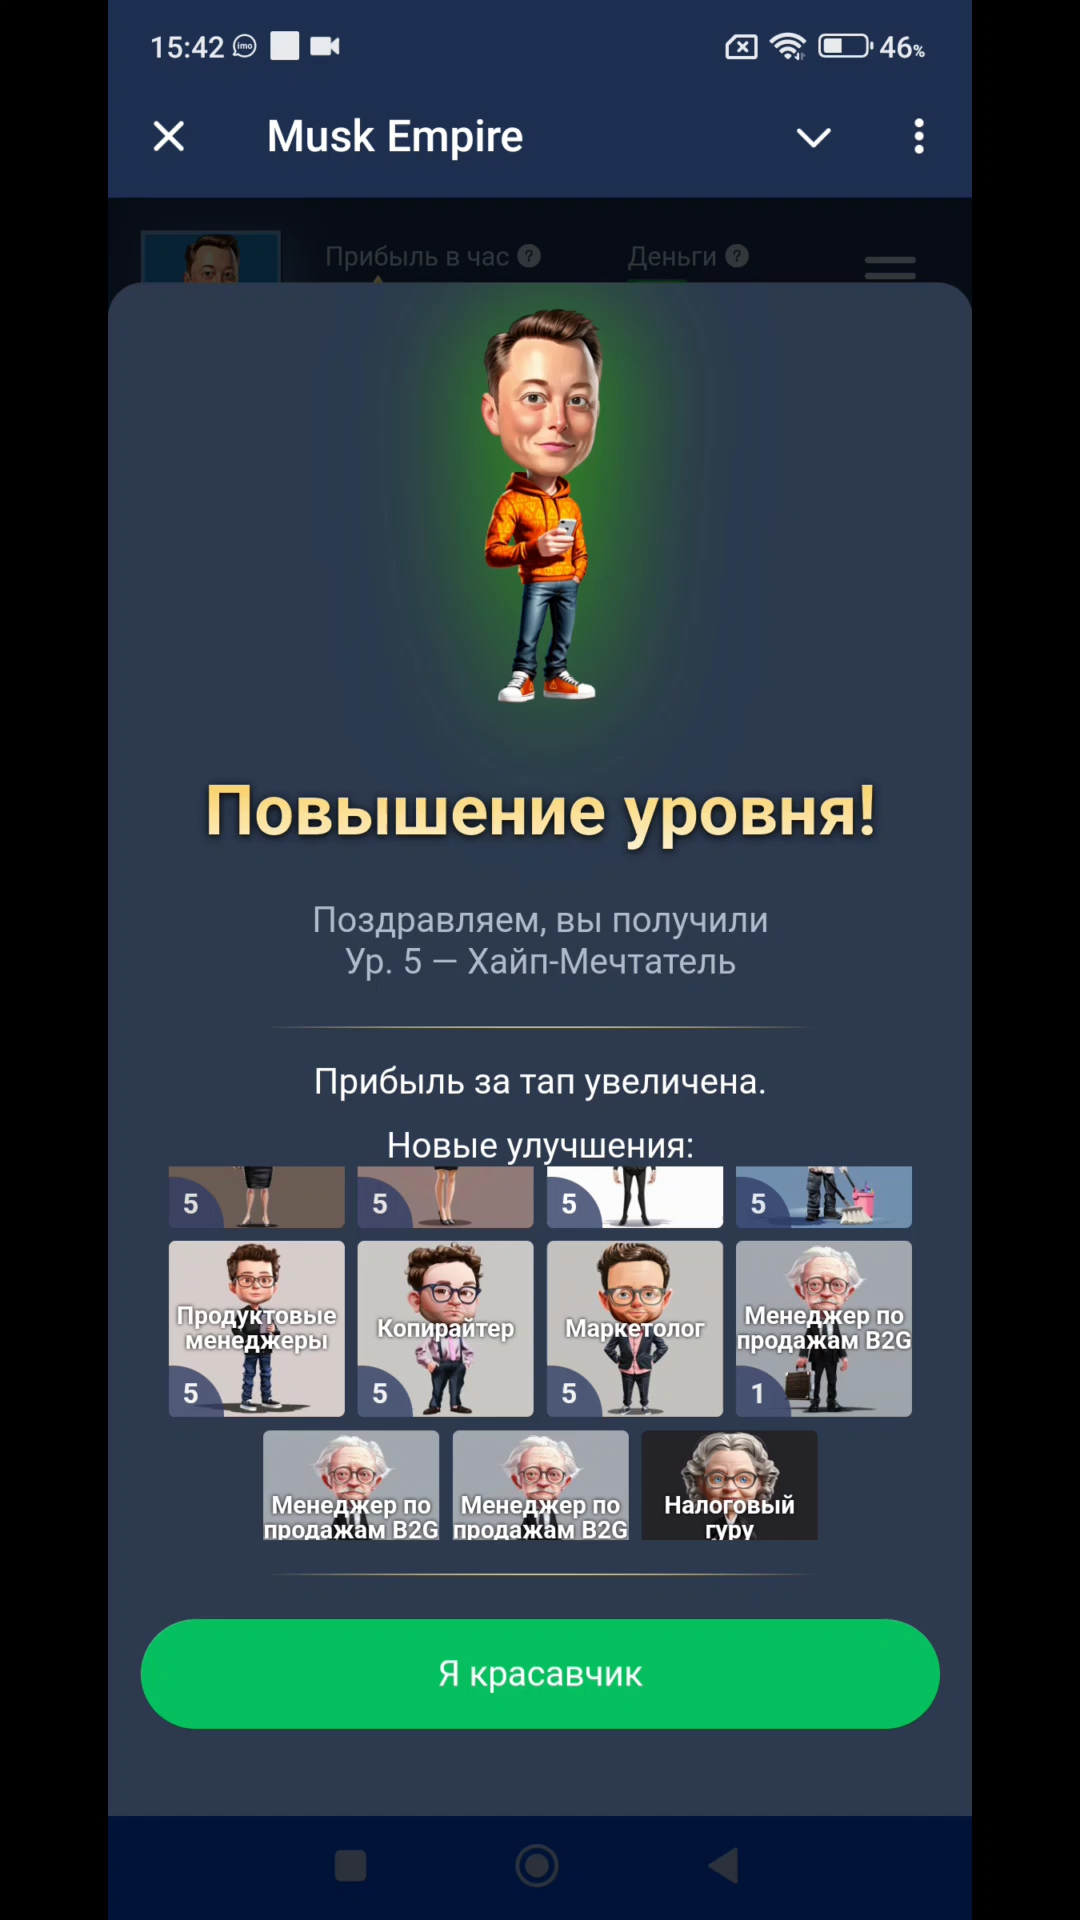 15:42 imo 46%
Musk Empire
Прибыль в час ? Деньги ?
Повышение уровня!
Поздравляем, вы получили
Ур. 5 — Хайп-Мечтатель
Прибыль за тап увеличена.
Новые улучшения:
5 5 5 5
Продуктовые менеджеры
5
Копирайтер
5
Маркетолог
5
Менеджер по продажам B2G
1
Менеджер по продажам B2G
Менеджер по продажам B2G
Налоговый гуру
Я красавчик